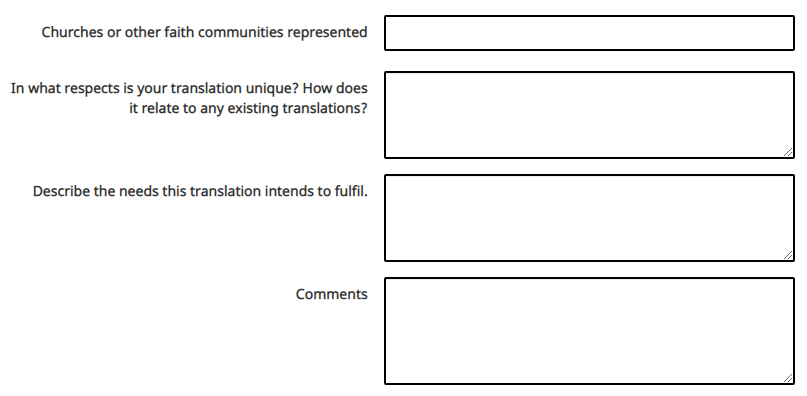 Churches or other faith communities represented
In what respects is your translation unique? How does
it relate to any existing translations?
Describe the needs this translation intends to fulfil.
Comments